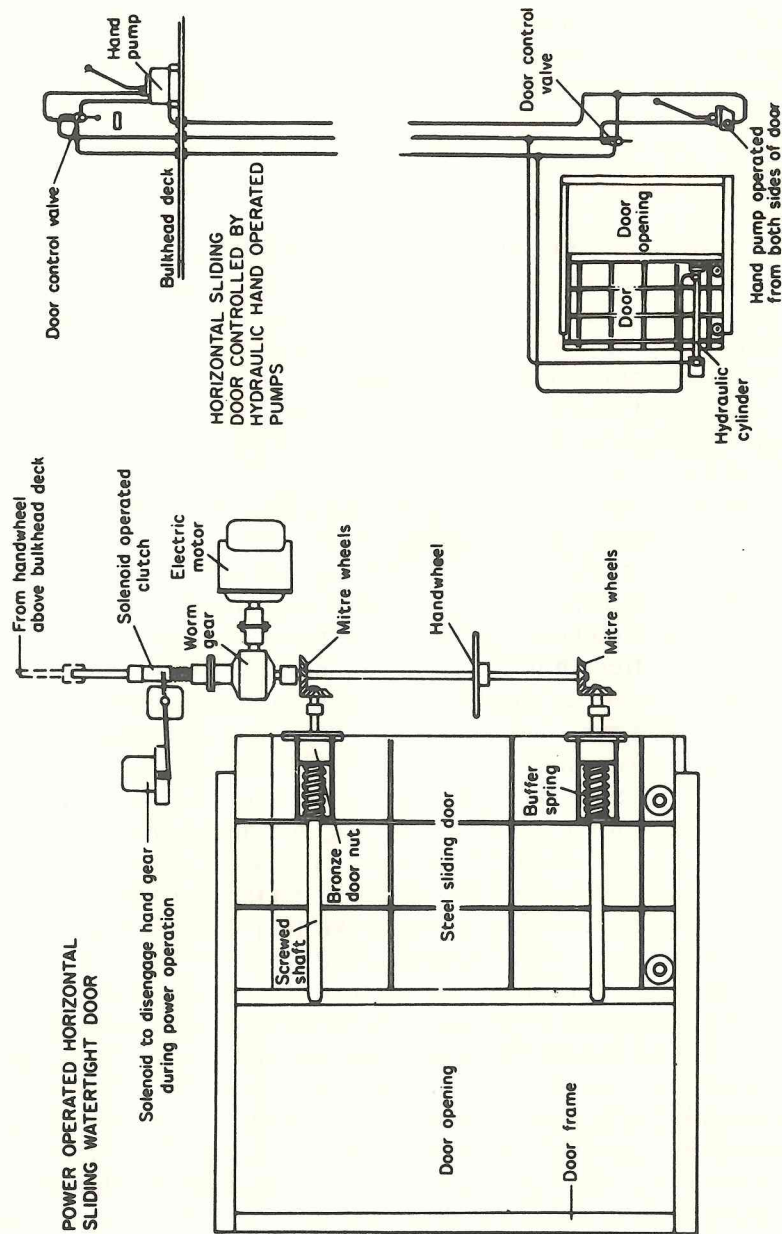 POWER OPERATED HORIZONTAL
SLIDING WATERTIGHT DOOR
Solenoid to disengage hand gear
during power operation
From handwheel
above bulkhead deck
Solenoid operated
clutch
Worm
gear
Electric
motor
Mitre wheels
Handwheel
Mitre wheels
Screwed
shaft
Bronze
door nut
Steel sliding door
Buffer
spring
Door opening
Door frame
Door control valve
Hand
pump
Bulkhead deck
HORIZONTAL SLIDING
DOOR CONTROLLED BY
HYDRAULIC HAND OPERATED
PUMPS
Door control
valve
Door
opening
Door
Hydraulic
cylinder
Hand pump operated
from both sides of door